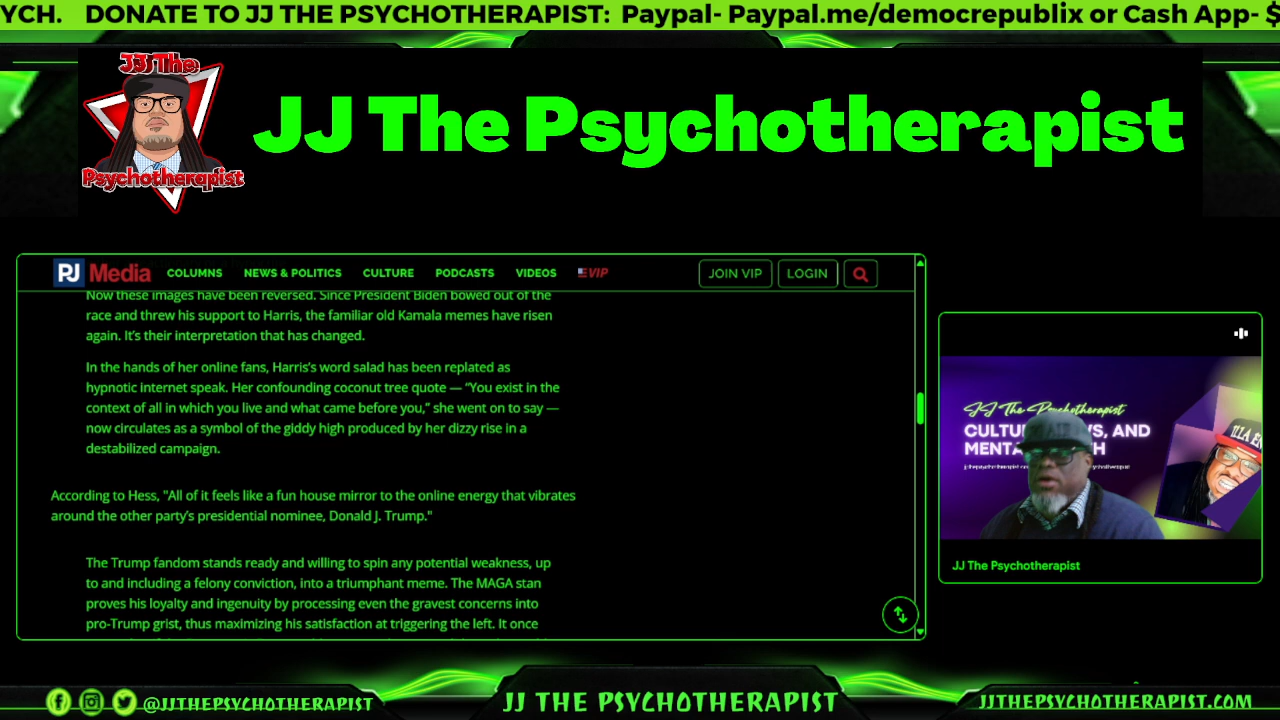 YCH. DONATE TO JJ THE PSYCHOTHERAPIST: Paypal- Paypal.me/democrepublix or Cash App- $
JJ The
Psychotherapist
JJ The Psychotherapist
PJ Media COLUMNS NEWS & POLITICS CULTURE PODCASTS VIDEOS VIP JOIN VIP LOGIN
Now these images have been reversed. Since President Biden bowed out of the
race and threw his support to Harris, the familiar old Kamala memes have risen
again. It’s their interpretation that has changed.
In the hands of her online fans, Harris’s word salad has been replated as
hypnotic internet speak. Her confounding coconut tree quote — “You exist in the
context of all in which you live and what came before you,” she went on to say —
now circulates as a symbol of the giddy high produced by her dizzy rise in a
destabilized campaign.
According to Hess, "All of it feels like a fun house mirror to the online energy that vibrates
around the other party’s presidential nominee, Donald J. Trump."
The Trump fandom stands ready and willing to spin any potential weakness, up
to and including a felony conviction, into a triumphant meme. The MAGA stan
proves his loyalty and ingenuity by processing even the gravest concerns into
pro-Trump grist, thus maximizing his satisfaction at triggering the left. It once
JJ The Psychotherapist
CULTU S, AND
MENTA H
JJ The Psychotherapist
@JJTHEPSYCHOTHERAPIST
JJ THE PSYCHOTHERAPIST
JJTHEPSYCHOTHERAPIST.COM